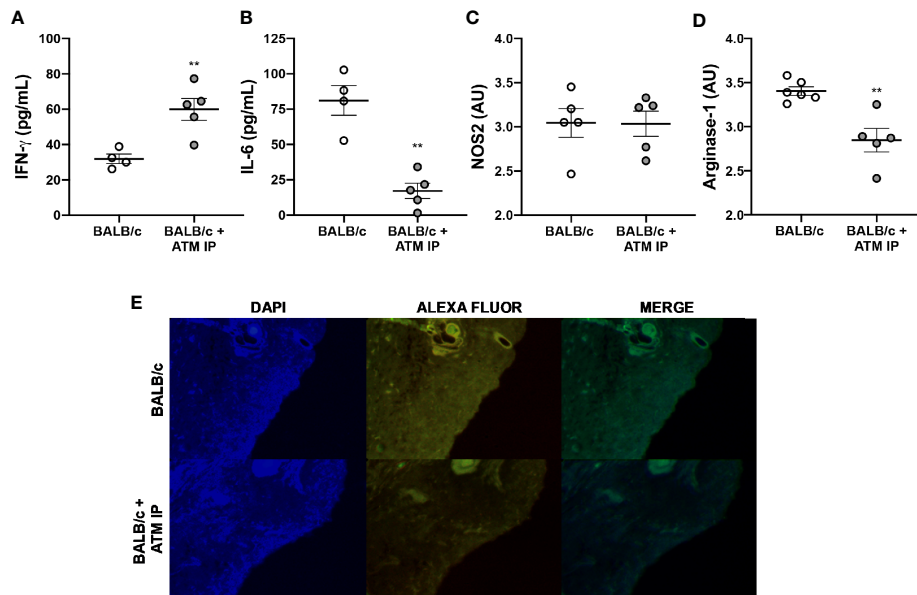 A
IFN-γ (pg/mL)
100
80
60
40
20
0
**
BALB/c
BALB/c +
ATM IP
B
IL-6 (pg/mL)
125
100
75
50
25
0
**
BALB/c
BALB/c +
ATM IP
C
NOS2 (AU)
4.0
3.5
3.0
2.5
2.0
BALB/c
BALB/c +
ATM IP
D
Arginase-1 (AU)
4.0
3.5
3.0
2.5
2.0
**
BALB/c
BALB/c +
ATM IP
E
DAPI
ALEXA FLUOR
MERGE
BALB/c
BALB/c +
ATM IP